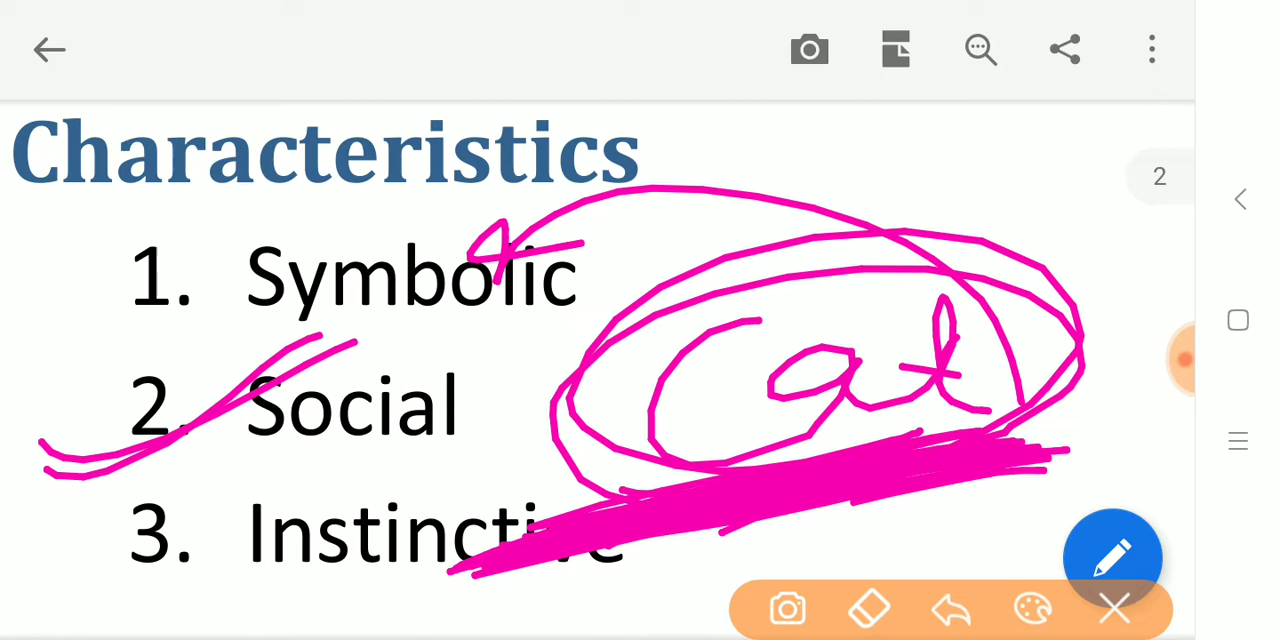 2
Characteristics
1. Symbolic
2. Social
Cat
3. Instinctive